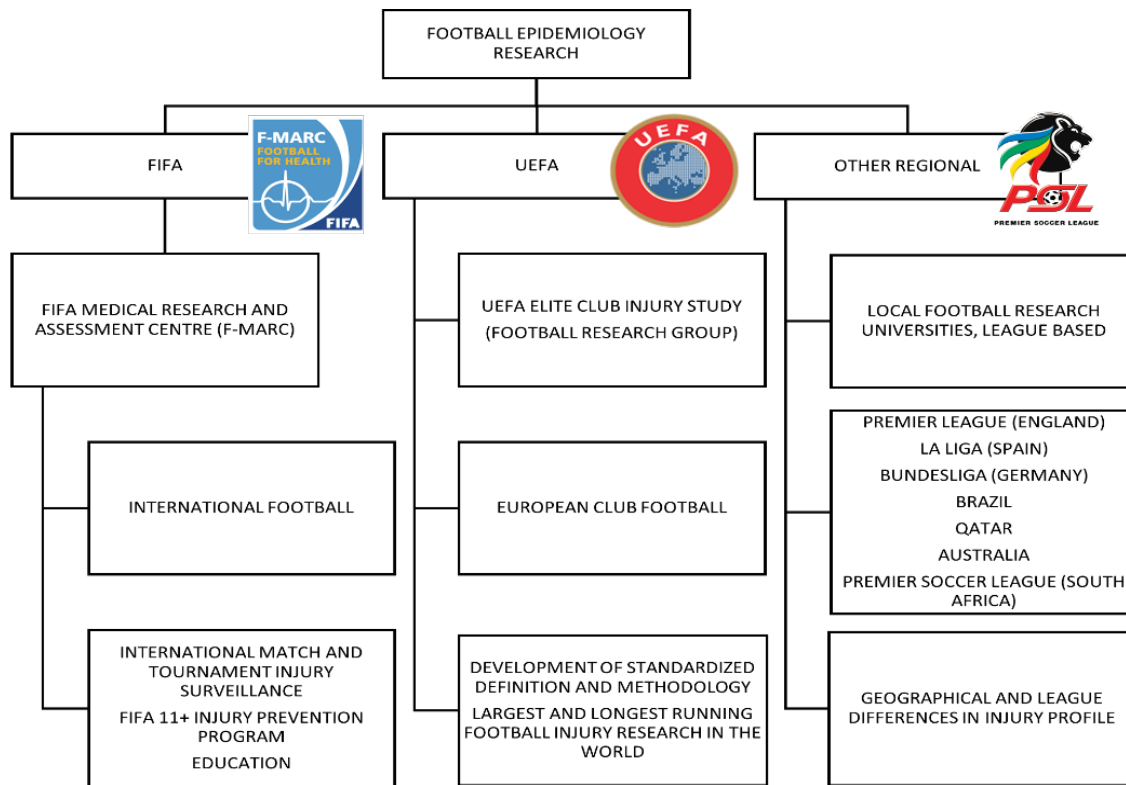 FOOTBALL EPIDEMIOLOGY
RESEARCH
FIFA
F-MARC
FOOTBALL
FOR HEALTH
FIFA
UEFA
UEFA
OTHER REGIONAL
PSL
PREMIER SOCCER LEAGUE
FIFA MEDICAL RESEARCH AND
ASSESSMENT CENTRE (F-MARC)
UEFA ELITE CLUB INJURY STUDY
(FOOTBALL RESEARCH GROUP)
LOCAL FOOTBALL RESEARCH
UNIVERSITIES, LEAGUE BASED
INTERNATIONAL FOOTBALL
EUROPEAN CLUB FOOTBALL
PREMIER LEAGUE (ENGLAND)
LA LIGA (SPAIN)
BUNDESLIGA (GERMANY)
BRAZIL
QATAR
AUSTRALIA
PREMIER SOCCER LEAGUE (SOUTH
AFRICA)
INTERNATIONAL MATCH AND
TOURNAMENT INJURY
SURVEILLANCE
FIFA 11+ INJURY PREVENTION
PROGRAM
EDUCATION
DEVELOPMENT OF STANDARDIZED
DEFINITION AND METHODOLOGY
LARGEST AND LONGEST RUNNING
FOOTBALL INJURY RESEARCH IN THE
WORLD
GEOGRAPHICAL AND LEAGUE
DIFFERENCES IN INJURY PROFILE